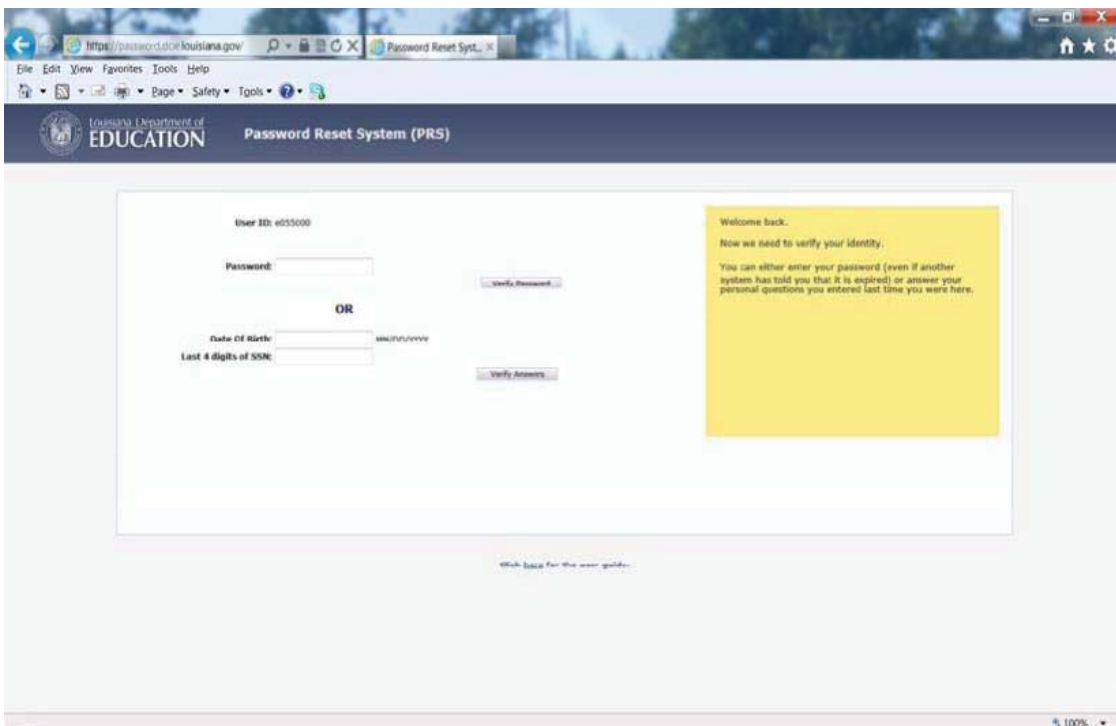 https://password.doe.louisiana.gov/
Password Reset Syst...
File Edit View Favorites Tools Help
Page Safety Tools
Louisiana Department of
EDUCATION
Password Reset System (PRS)
User ID: e055000
Password:
Verify Password
OR
Date Of Birth: MM/DD/YYYY
Last 4 digits of SSN:
Verify Answers
Welcome back.
Now we need to verify your identity.
You can either enter your password (even if another
system has told you that it is expired) or answer your
personal questions you entered last time you were here.
Click here for the user guide.
100%